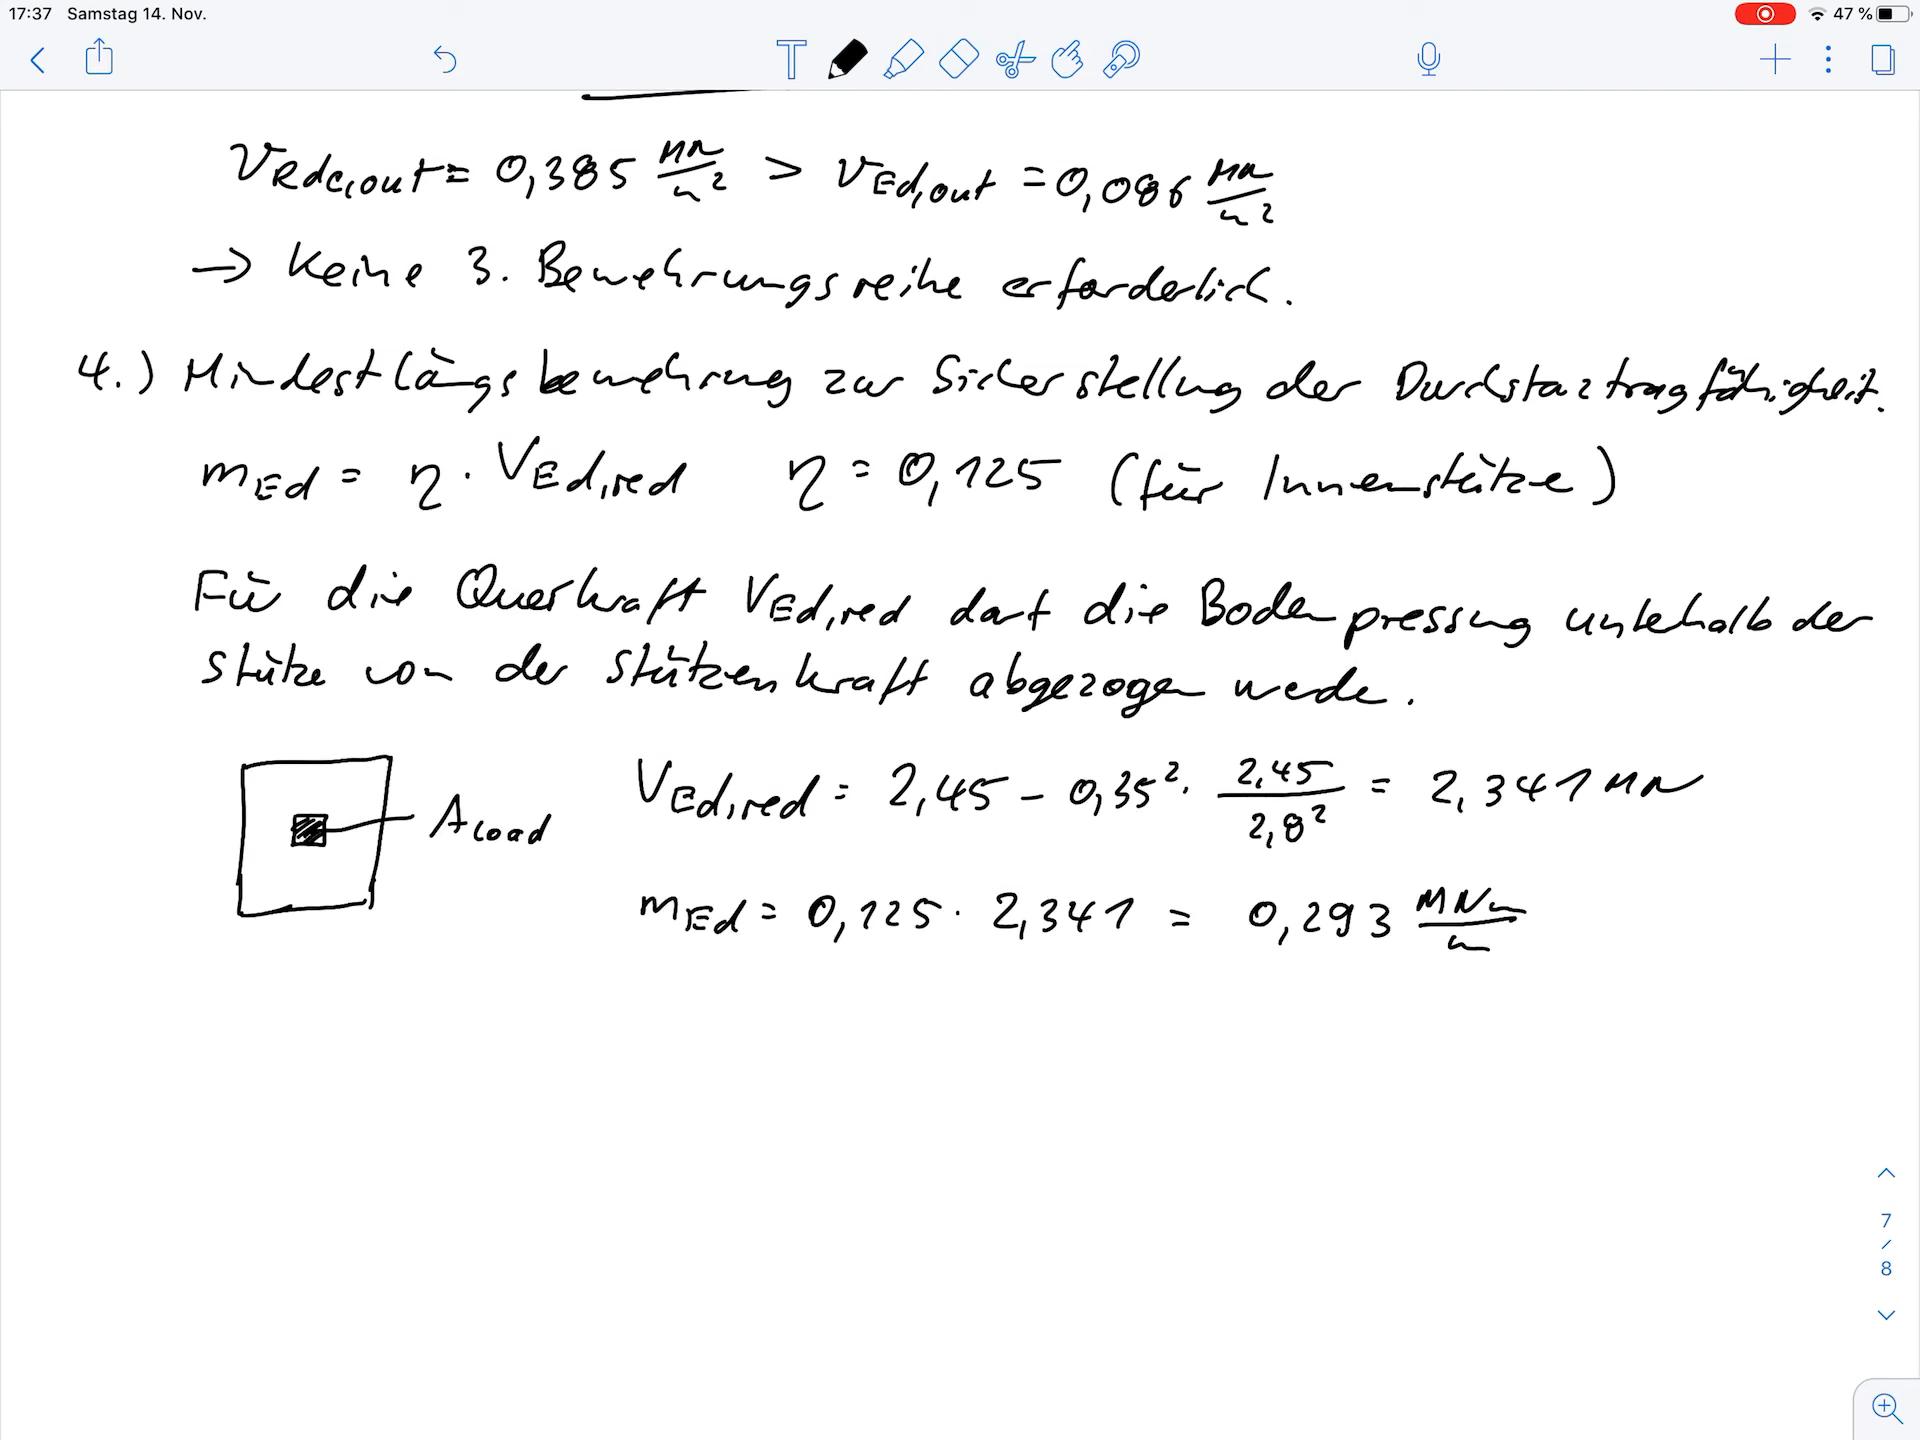 17:37 Samstag 14. Nov. 47 %
T
VRdc,out = 0,385 MN/m² > VEd,out = 0,086 MN/m²
→ Keine 3. Bewehrungsreihe erforderlich.
4.) Mindestlängsbewehrung zur Sicherstellung der Durchstanztragfähigkeit.
mEd = η · VEd,red η = 0,125 (für Innenstütze)
Für die Querkraft VEd,red darf die Bodenpressung unterhalb der
Stütze von der Stützenkraft abgezogen werde.
Aload
VEd,red = 2,45 - 0,35² · 2,45/2,8² = 2,341 MN
mEd = 0,125 · 2,341 = 0,293 MNm/m
7
/
8